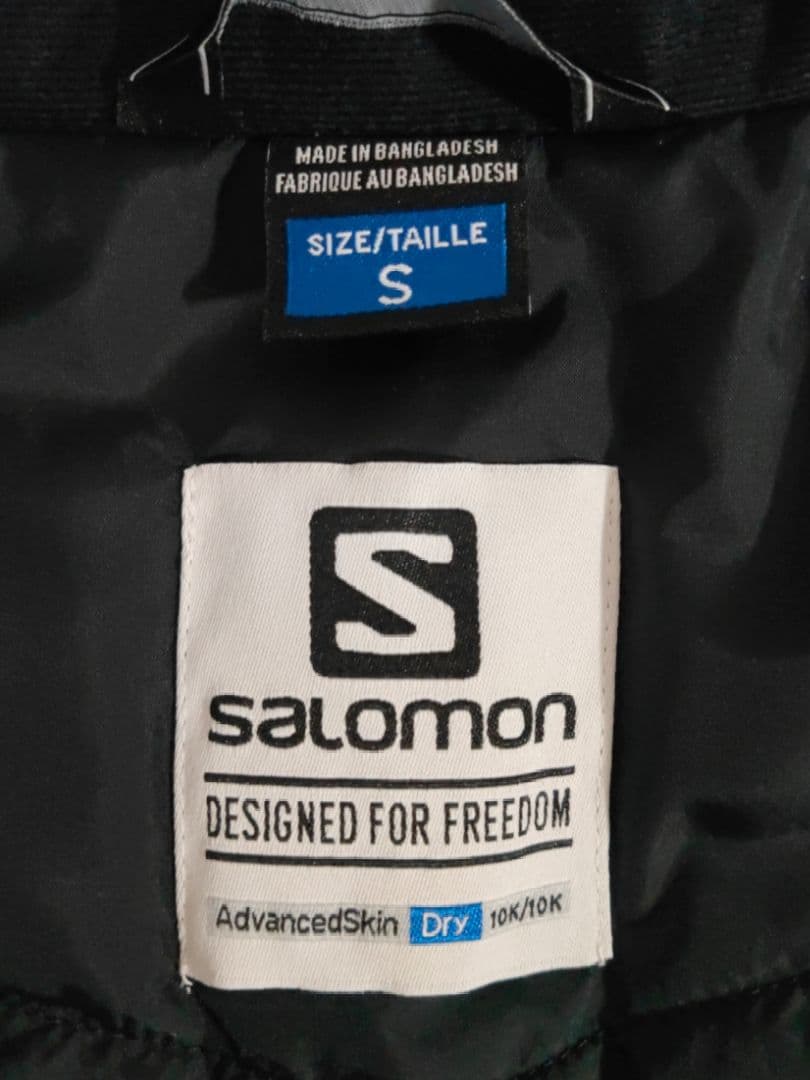 MADE IN BANGLADESH
FABRIQUE AU BANGLADESH
SIZE/TAILLE
S
S
SALOMON
DESIGNED FOR FREEDOM
AdvancedSkin Dry 10K/10K